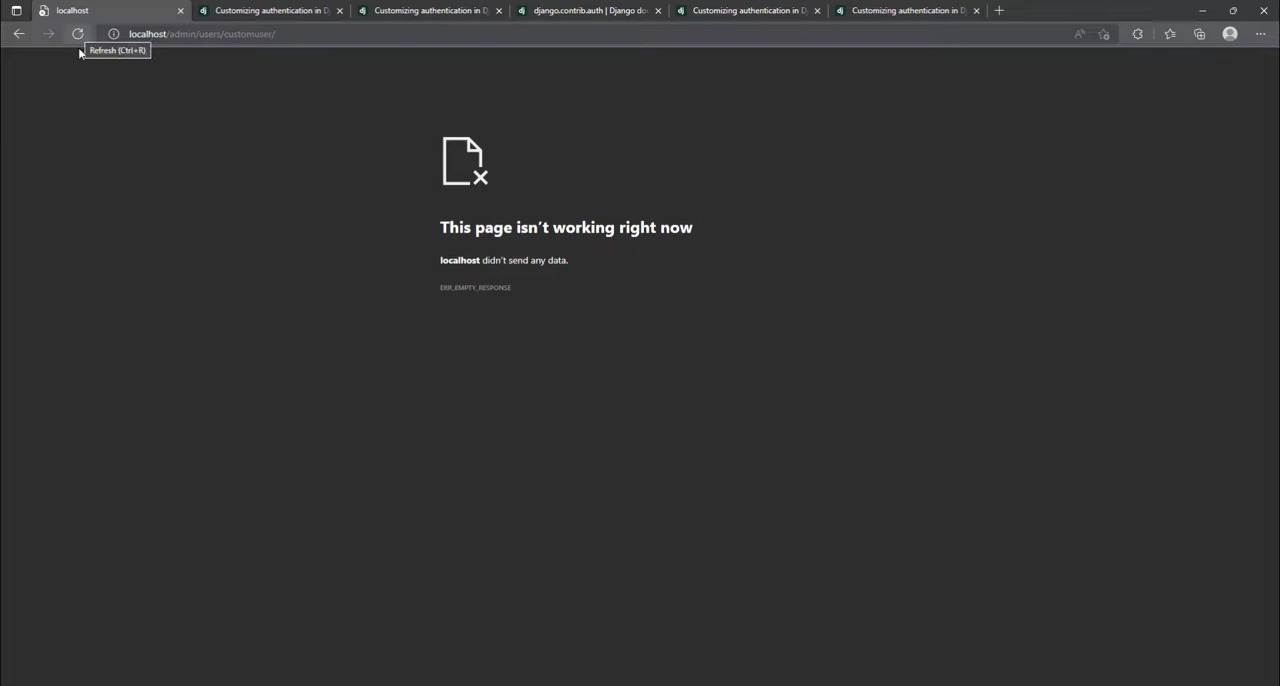 localhost
Customizing authentication in D
Customizing authentication in D
django.contrib.auth | Django do
Customizing authentication in D
Customizing authentication in D
localhost/admin/users/customuser/
Refresh (Ctrl+R)
This page isn't working right now
localhost didn't send any data.
ERR_EMPTY_RESPONSE